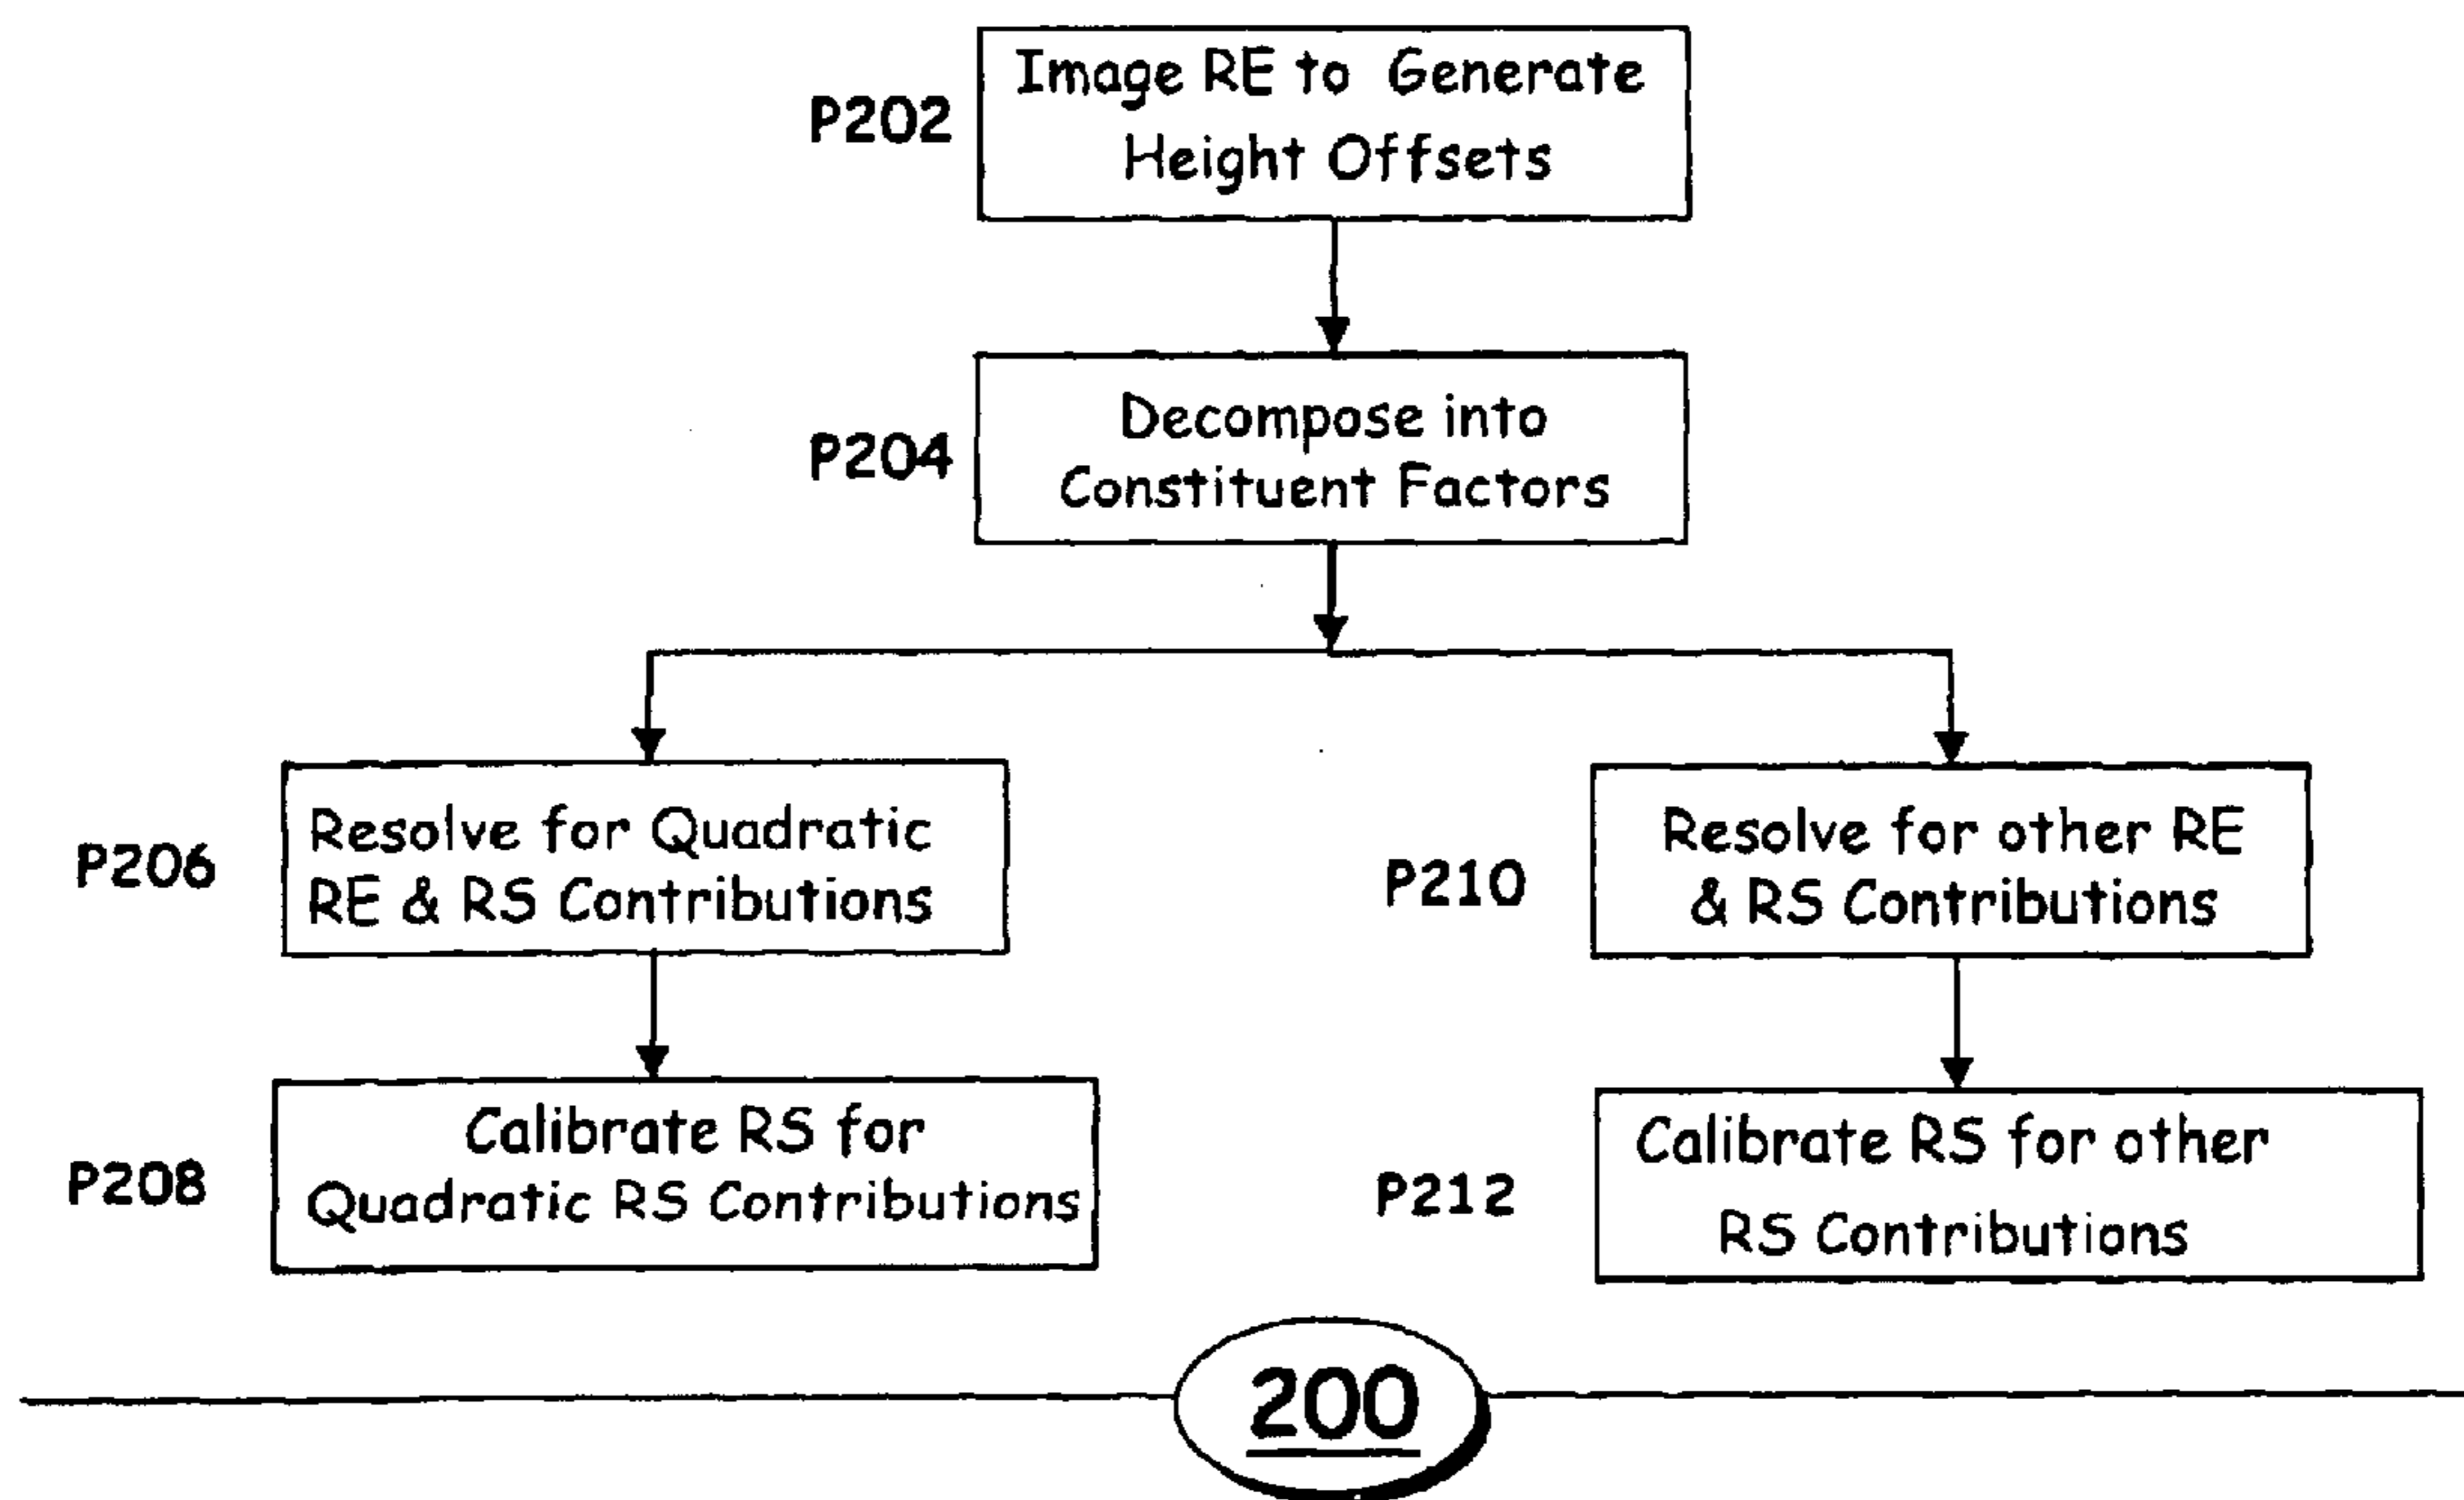 P202
Image RE to Generate
Height Offsets
P204
Decompose into
Constituent Factors
P206
Resolve for Quadratic
RE & RS Contributions
P210
Resolve for other RE
& RS Contributions
P208
Calibrate RS for
Quadratic RS Contributions
P212
Calibrate RS for other
RS Contributions
200